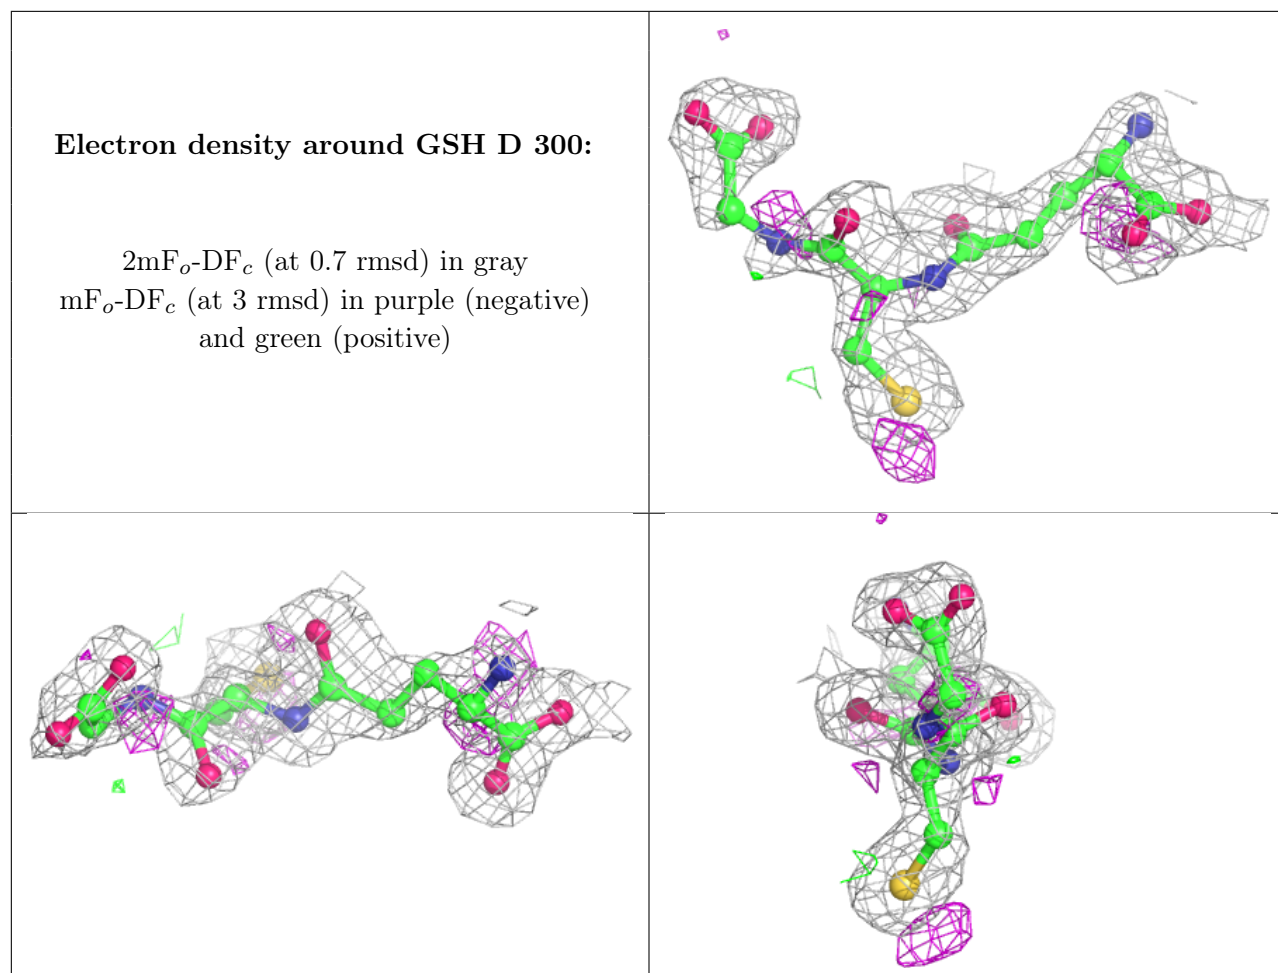 Electron density around GSH D 300:
2mFo-DFc (at 0.7 rmsd) in gray
mFo-DFc (at 3 rmsd) in purple (negative)
and green (positive)